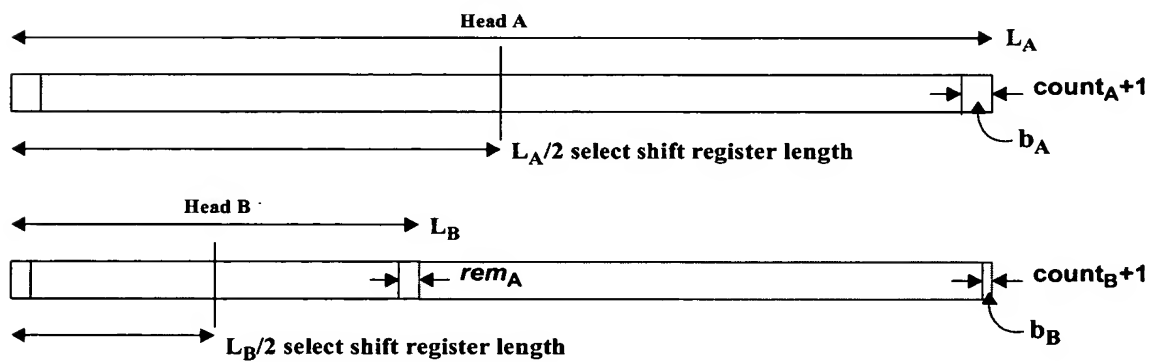 Head A
L_A
count_A+1
b_A
L_A/2 select shift register length
Head B
L_B
rem_A
count_B+1
b_B
L_B/2 select shift register length